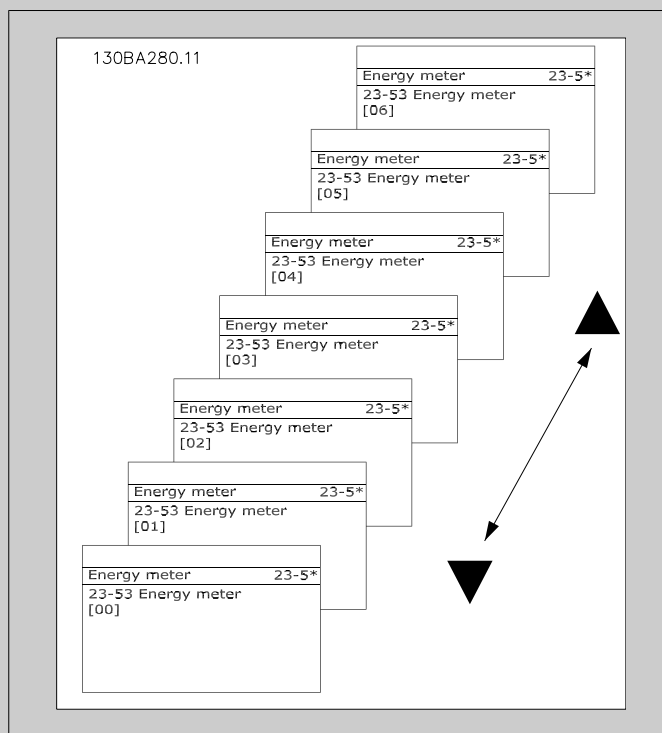 130BA280.11
Energy meter 23-5*
23-53 Energy meter
[06]
Energy meter 23-5*
23-53 Energy meter
[05]
Energy meter 23-5*
23-53 Energy meter
[04]
Energy meter 23-5*
23-53 Energy meter
[03]
Energy meter 23-5*
23-53 Energy meter
[02]
Energy meter 23-5*
23-53 Energy meter
[01]
Energy meter 23-5*
23-53 Energy meter
[00]